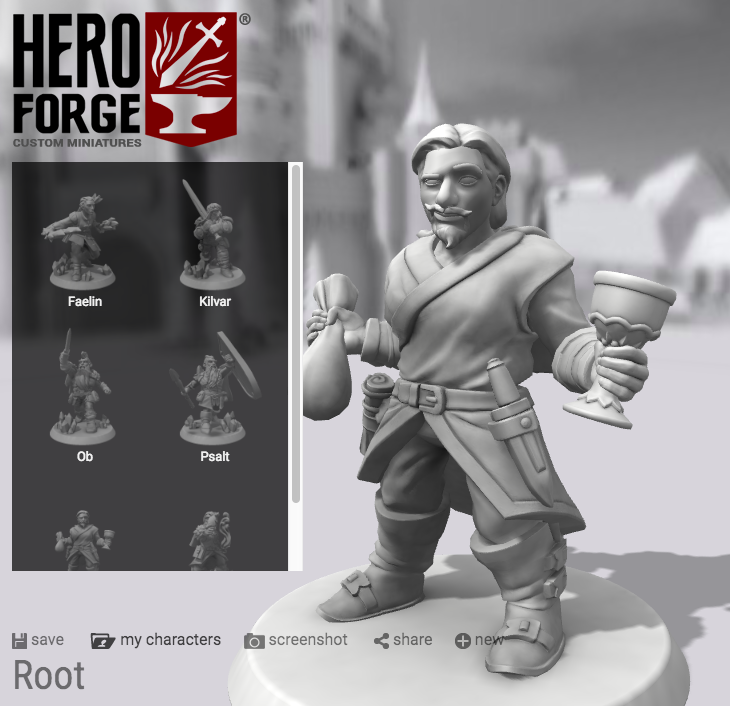 HERO
FORGE®
CUSTOM MINIATURES
Faelin Kilvar
Ob Psalt
save my characters screenshot share new
Root